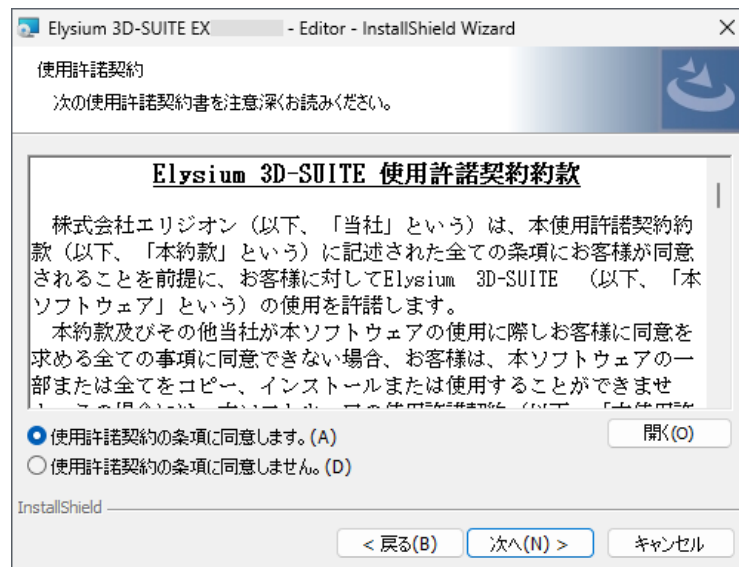 Elysium 3D-SUITE EX - Editor - InstallShield Wizard
使用許諾契約
次の使用許諾契約書を注意深くお読みください。
Elysium 3D-SUITE 使用許諾契約約款
株式会社エリジオン（以下、「当社」という）は、本使用許諾契約約
款（以下、「本約款」という）に記述された全ての条項にお客様が同意
されることを前提に、お客様に対してElysium 3D-SUITE （以下、「本
ソフトウェア」という）の使用を許諾します。
本約款及びその他当社が本ソフトウェアの使用に際しお客様に同意を
求める全ての事項に同意できない場合、お客様は、本ソフトウェアの一
部または全てをコピー、インストールまたは使用することができませ
使用許諾契約の条項に同意します。(A)
開く(O)
使用許諾契約の条項に同意しません。(D)
InstallShield
< 戻る(B)
次へ(N) >
キャンセル